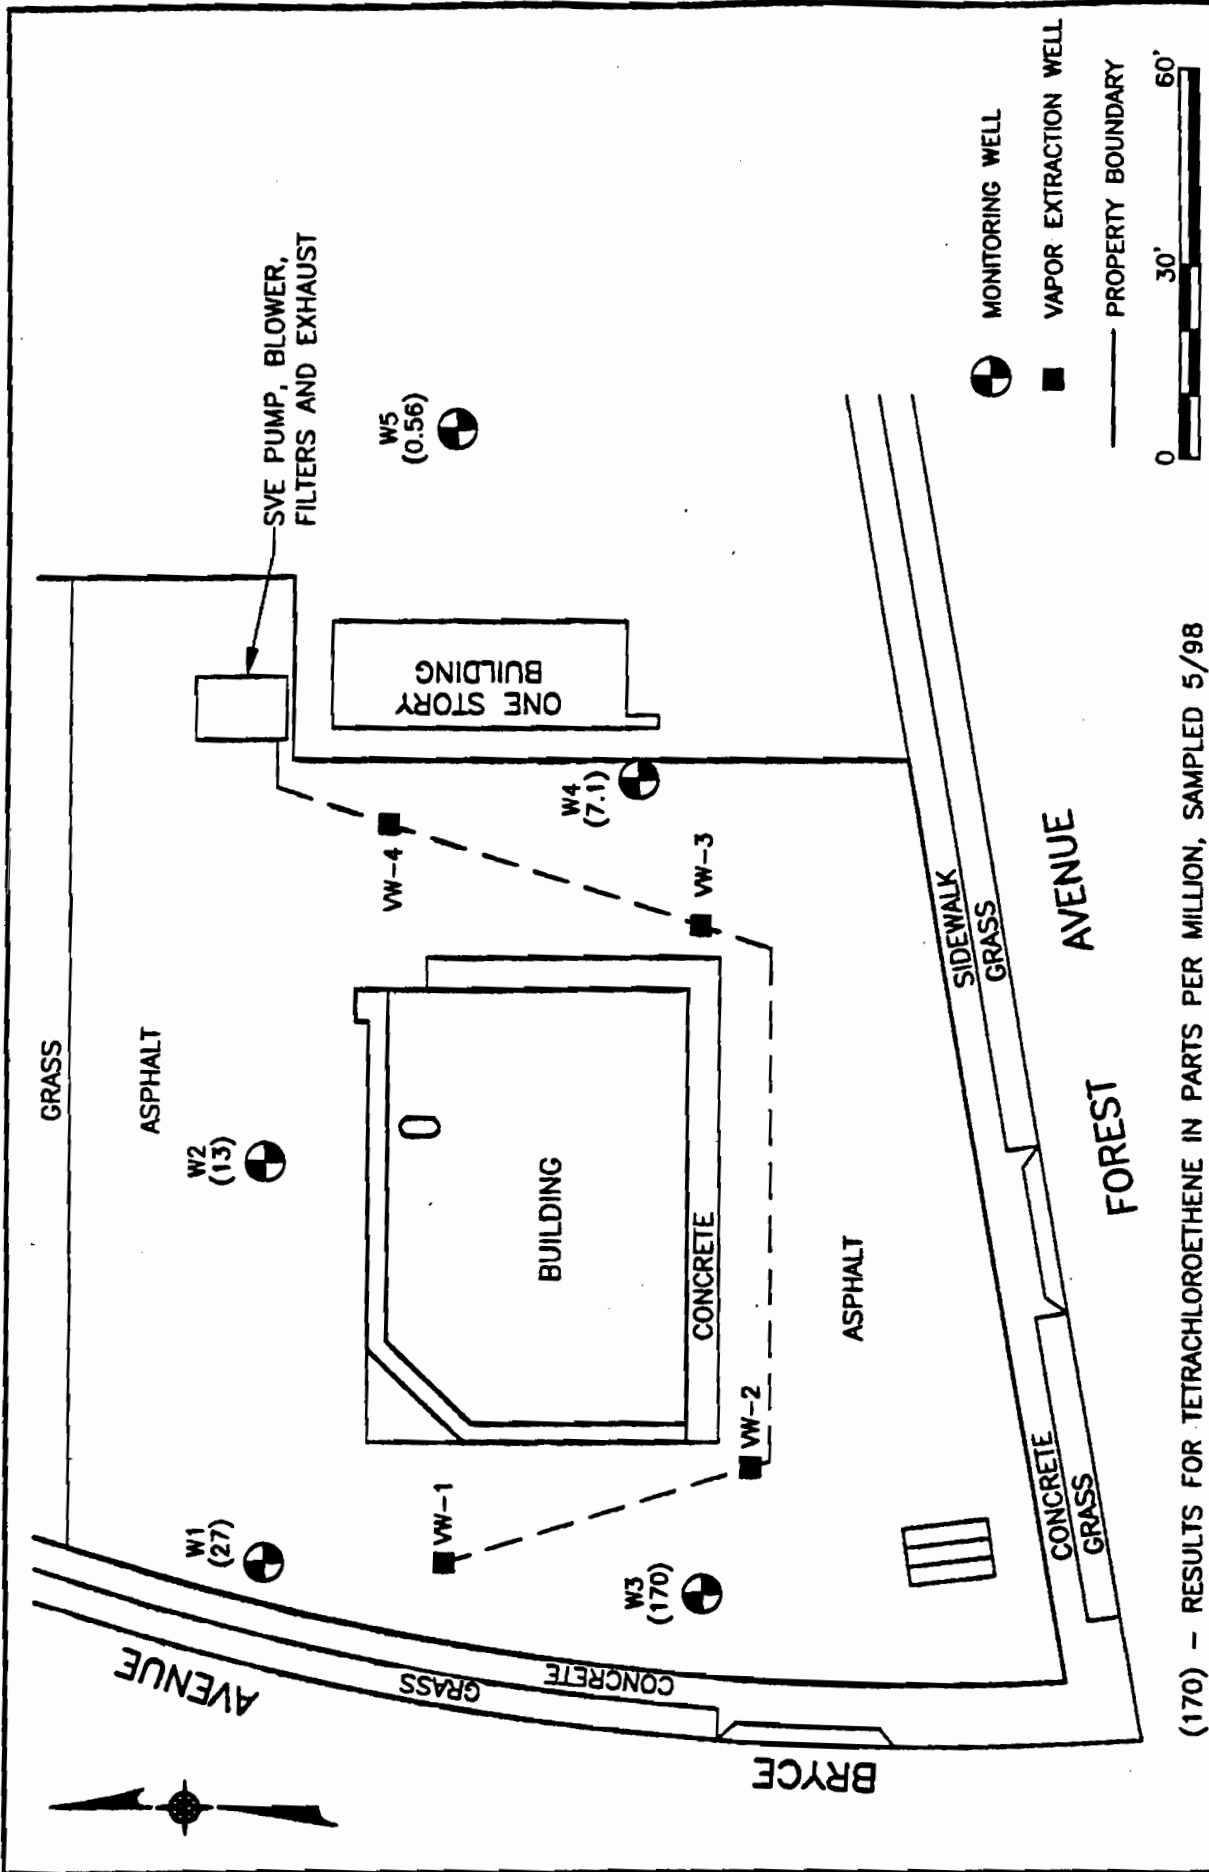 GRASS
ASPHALT
SVE PUMP, BLOWER,
FILTERS AND EXHAUST
W1
(27)
W2
(13)
W5
(0.56)
VW-4
ONE STORY
BUILDING
VW-1
BUILDING
W4
(7.1)
W3
(170)
CONCRETE
VW-3
VW-2
ASPHALT
AVENUE
BRYCE
GRASS
CONCRETE
SIDEWALK
GRASS
CONCRETE
GRASS
FOREST
AVENUE
MONITORING WELL
VAPOR EXTRACTION WELL
PROPERTY BOUNDARY
0
30'
60'
(170) - RESULTS FOR TETRACHLOROETHENE IN PARTS PER MILLION, SAMPLED 5/98